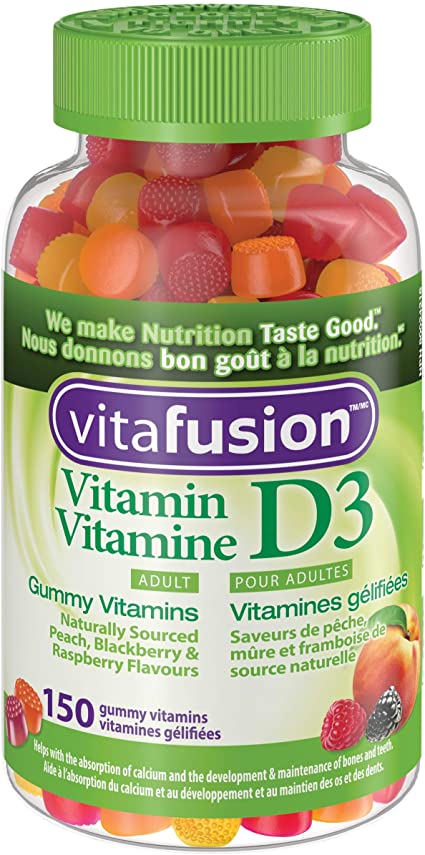 We make Nutrition Taste Good.™
Nous donnons bon goût à la nutrition.MC
vitafusion™/MC
Vitamin
Vitamine
D3
ADULT
Gummy Vitamins
Naturally Sourced
Peach, Blackberry &
Raspberry Flavours
POUR ADULTES
Vitamines gélifiées
Saveurs de pêche,
mûre et framboise de
source naturelle
150 gummy vitamins
vitamines gélifiées
Helps with the absorption of calcium and the development & maintenance of bones and teeth.
Aide à l'absorption du calcium et au développement et au maintien des os et des dents.